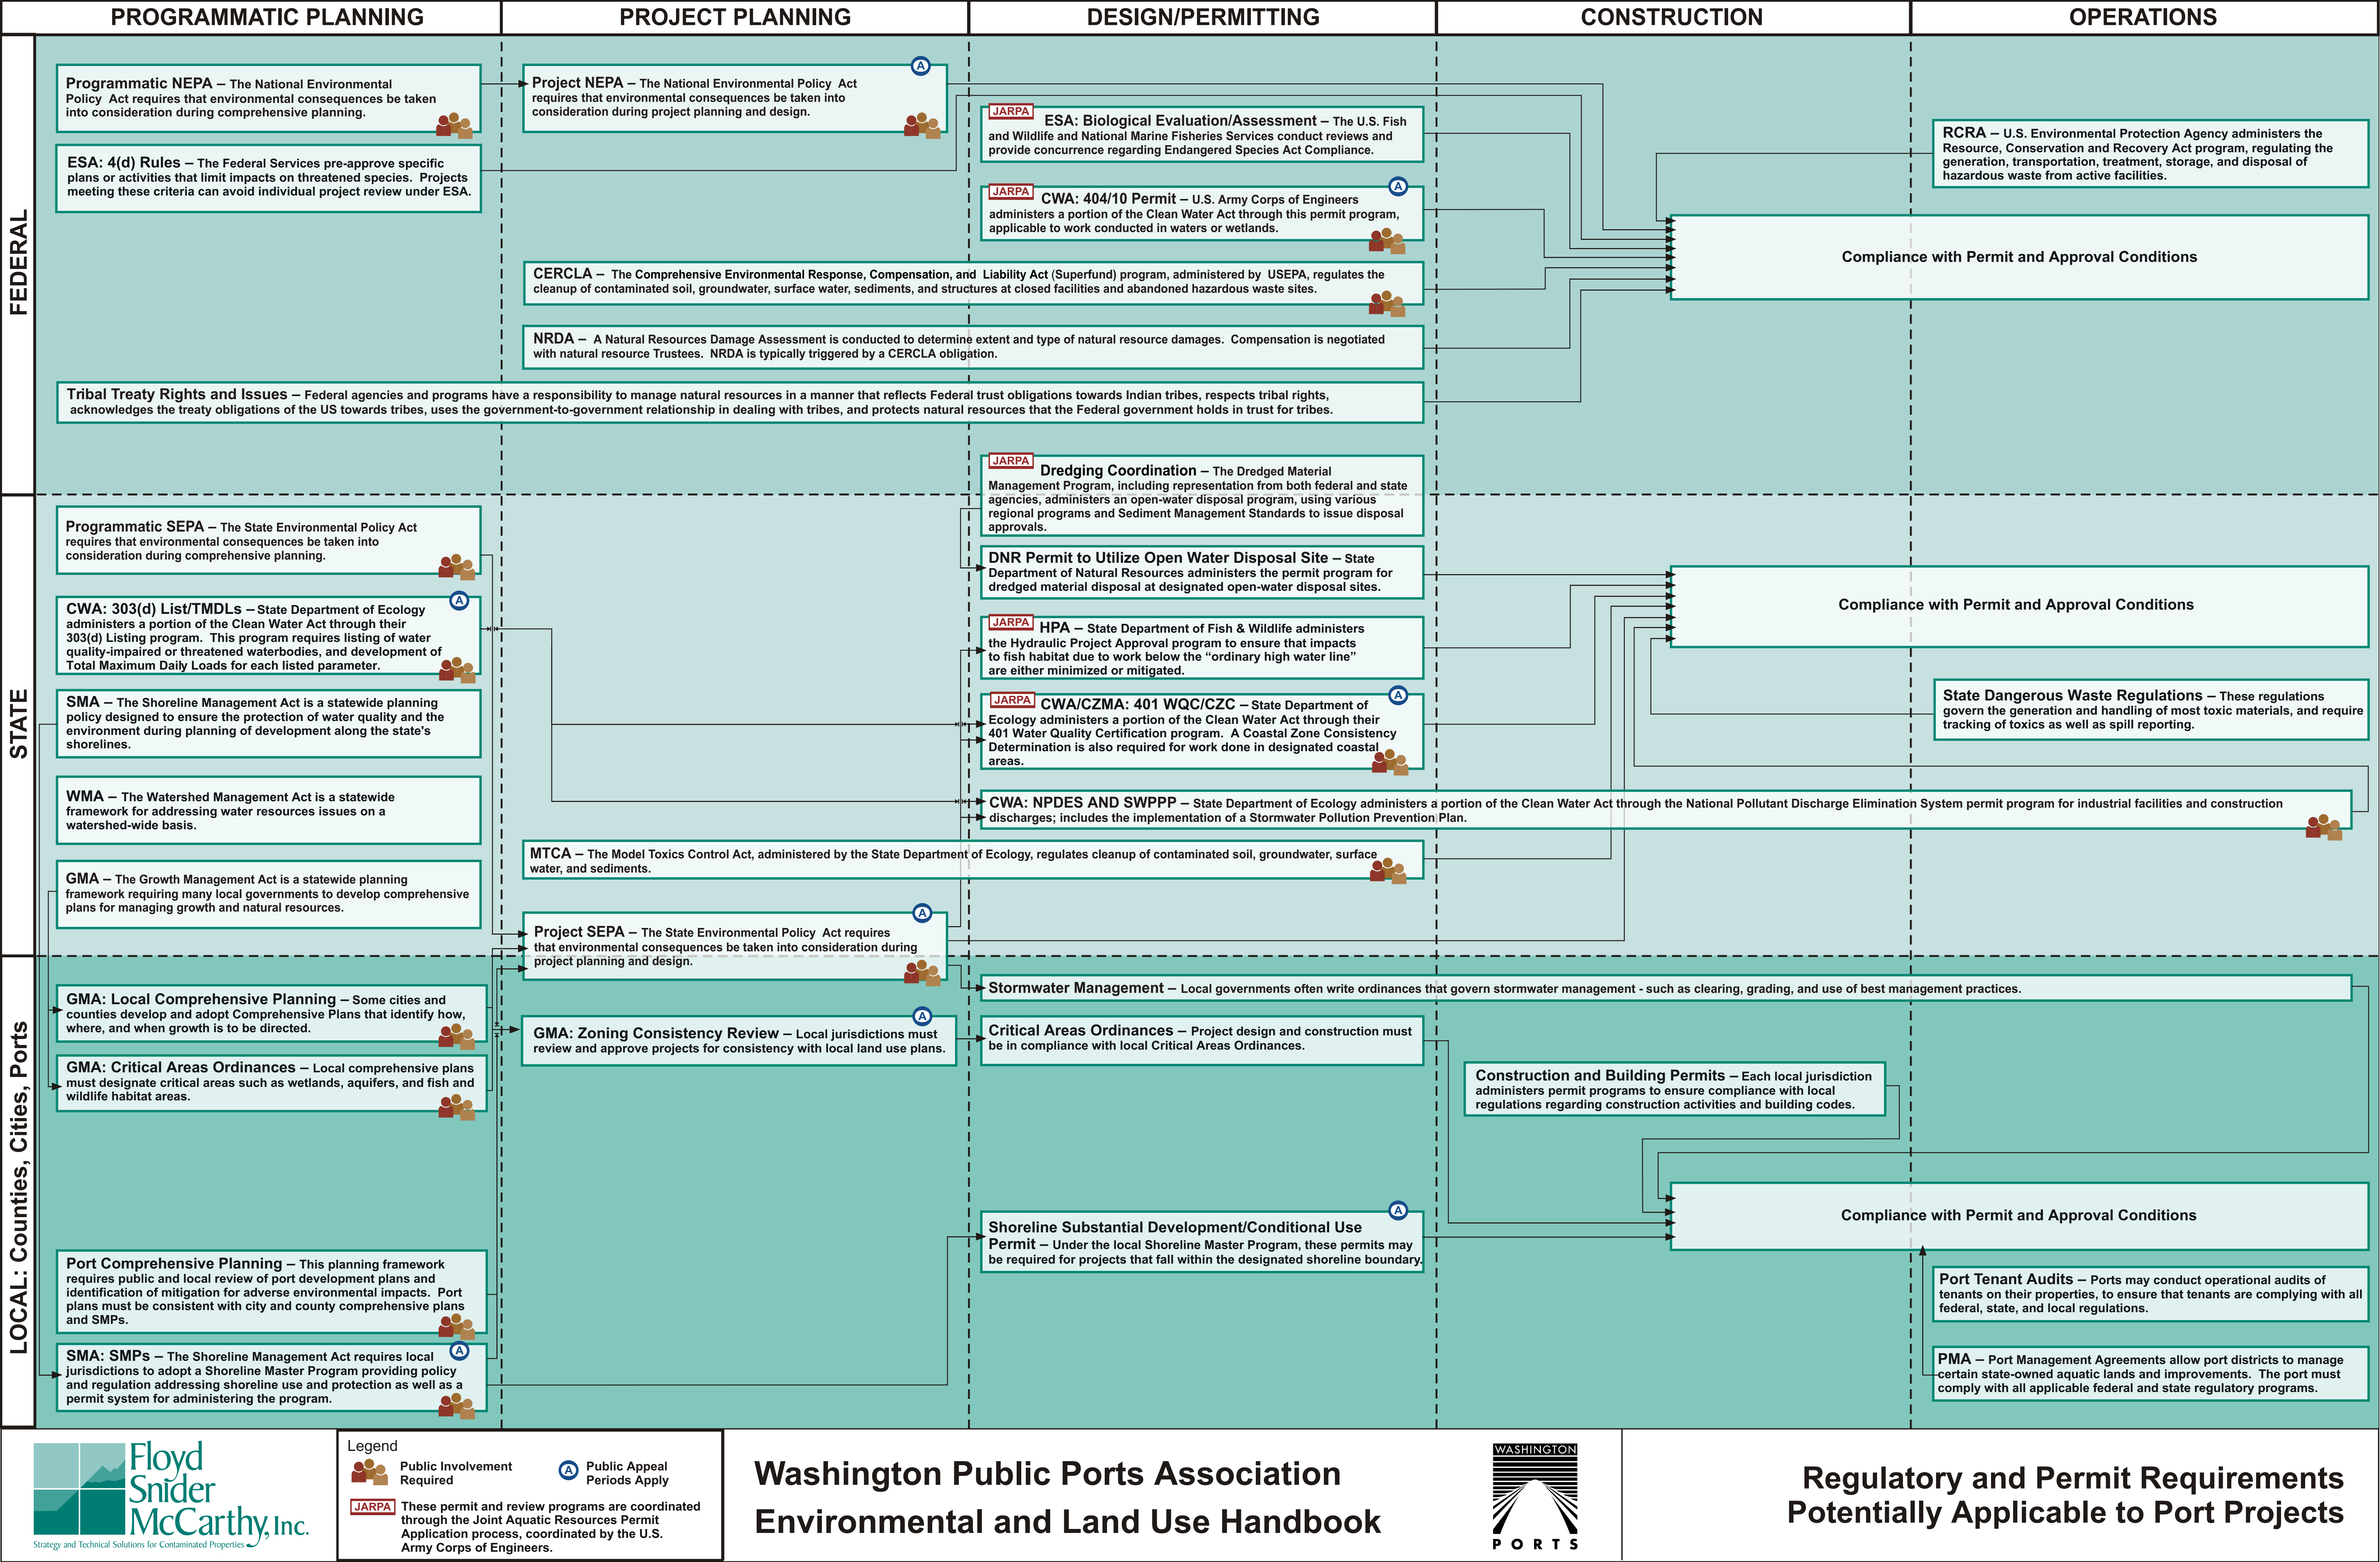 PROGRAMMATIC PLANNING
PROJECT PLANNING
DESIGN/PERMITTING
CONSTRUCTION
OPERATIONS
FEDERAL
Programmatic NEPA – The National Environmental
Policy Act requires that environmental consequences be taken
into consideration during comprehensive planning.
Project NEPA – The National Environmental Policy Act
requires that environmental consequences be taken into
consideration during project planning and design.
A
ESA: 4(d) Rules – The Federal Services pre-approve specific
plans or activities that limit impacts on threatened species. Projects
meeting these criteria can avoid individual project review under ESA.
JARPA
ESA: Biological Evaluation/Assessment – The U.S. Fish
and Wildlife and National Marine Fisheries Services conduct reviews and
provide concurrence regarding Endangered Species Act Compliance.
RCRA – U.S. Environmental Protection Agency administers the
Resource, Conservation and Recovery Act program, regulating the
generation, transportation, treatment, storage, and disposal of
hazardous waste from active facilities.
JARPA
A
CWA: 404/10 Permit – U.S. Army Corps of Engineers
administers a portion of the Clean Water Act through this permit program,
applicable to work conducted in waters or wetlands.
Compliance with Permit and Approval Conditions
CERCLA – The Comprehensive Environmental Response, Compensation, and Liability Act (Superfund) program, administered by USEPA, regulates the
cleanup of contaminated soil, groundwater, surface water, sediments, and structures at closed facilities and abandoned hazardous waste sites.
NRDA – A Natural Resources Damage Assessment is conducted to determine extent and type of natural resource damages. Compensation is negotiated
with natural resource Trustees. NRDA is typically triggered by a CERCLA obligation.
Tribal Treaty Rights and Issues – Federal agencies and programs have a responsibility to manage natural resources in a manner that reflects Federal trust obligations towards Indian tribes, respects tribal rights,
acknowledges the treaty obligations of the US towards tribes, uses the government-to-government relationship in dealing with tribes, and protects natural resources that the Federal government holds in trust for tribes.
JARPA
Dredging Coordination – The Dredged Material
Management Program, including representation from both federal and state
agencies, administers an open-water disposal program, using various
regional programs and Sediment Management Standards to issue disposal
approvals.
STATE
Programmatic SEPA – The State Environmental Policy Act
requires that environmental consequences be taken into
consideration during comprehensive planning.
DNR Permit to Utilize Open Water Disposal Site – State
Department of Natural Resources administers the permit program for
dredged material disposal at designated open-water disposal sites.
Compliance with Permit and Approval Conditions
A
CWA: 303(d) List/TMDLs – State Department of Ecology
administers a portion of the Clean Water Act through their
303(d) Listing program. This program requires listing of water
quality-impaired or threatened waterbodies, and development of
Total Maximum Daily Loads for each listed parameter.
JARPA
HPA – State Department of Fish & Wildlife administers
the Hydraulic Project Approval program to ensure that impacts
to fish habitat due to work below the “ordinary high water line”
are either minimized or mitigated.
SMA – The Shoreline Management Act is a statewide planning
policy designed to ensure the protection of water quality and the
environment during planning of development along the state's
shorelines.
JARPA
A
CWA/CZMA: 401 WQC/CZC – State Department of
Ecology administers a portion of the Clean Water Act through their
401 Water Quality Certification program. A Coastal Zone Consistency
Determination is also required for work done in designated coastal
areas.
State Dangerous Waste Regulations – These regulations
govern the generation and handling of most toxic materials, and require
tracking of toxics as well as spill reporting.
WMA – The Watershed Management Act is a statewide
framework for addressing water resources issues on a
watershed-wide basis.
CWA: NPDES AND SWPPP – State Department of Ecology administers a portion of the Clean Water Act through the National Pollutant Discharge Elimination System permit program for industrial facilities and construction
discharges; includes the implementation of a Stormwater Pollution Prevention Plan.
MTCA – The Model Toxics Control Act, administered by the State Department of Ecology, regulates cleanup of contaminated soil, groundwater, surface
water, and sediments.
GMA – The Growth Management Act is a statewide planning
framework requiring many local governments to develop comprehensive
plans for managing growth and natural resources.
A
Project SEPA – The State Environmental Policy Act requires
that environmental consequences be taken into consideration during
project planning and design.
LOCAL: Counties, Cities, Ports
GMA: Local Comprehensive Planning – Some cities and
counties develop and adopt Comprehensive Plans that identify how,
where, and when growth is to be directed.
Stormwater Management – Local governments often write ordinances that govern stormwater management - such as clearing, grading, and use of best management practices.
A
GMA: Zoning Consistency Review – Local jurisdictions must
review and approve projects for consistency with local land use plans.
Critical Areas Ordinances – Project design and construction must
be in compliance with local Critical Areas Ordinances.
GMA: Critical Areas Ordinances – Local comprehensive plans
must designate critical areas such as wetlands, aquifers, and fish and
wildlife habitat areas.
Construction and Building Permits – Each local jurisdiction
administers permit programs to ensure compliance with local
regulations regarding construction activities and building codes.
Compliance with Permit and Approval Conditions
A
Shoreline Substantial Development/Conditional Use
Permit – Under the local Shoreline Master Program, these permits may
be required for projects that fall within the designated shoreline boundary.
Port Comprehensive Planning – This planning framework
requires public and local review of port development plans and
identification of mitigation for adverse environmental impacts. Port
plans must be consistent with city and county comprehensive plans
and SMPs.
Port Tenant Audits – Ports may conduct operational audits of
tenants on their properties, to ensure that tenants are complying with all
federal, state, and local regulations.
A
SMA: SMPs – The Shoreline Management Act requires local
jurisdictions to adopt a Shoreline Master Program providing policy
and regulation addressing shoreline use and protection as well as a
permit system for administering the program.
PMA – Port Management Agreements allow port districts to manage
certain state-owned aquatic lands and improvements. The port must
comply with all applicable federal and state regulatory programs.
Floyd
Snider
McCarthy, Inc.
Strategy and Technical Solutions for Contaminated Properties
Legend
Public Involvement
Required
A
Public Appeal
Periods Apply
JARPA
These permit and review programs are coordinated
through the Joint Aquatic Resources Permit
Application process, coordinated by the U.S.
Army Corps of Engineers.
Washington Public Ports Association
Environmental and Land Use Handbook
WASHINGTON
PORTS
Regulatory and Permit Requirements
Potentially Applicable to Port Projects